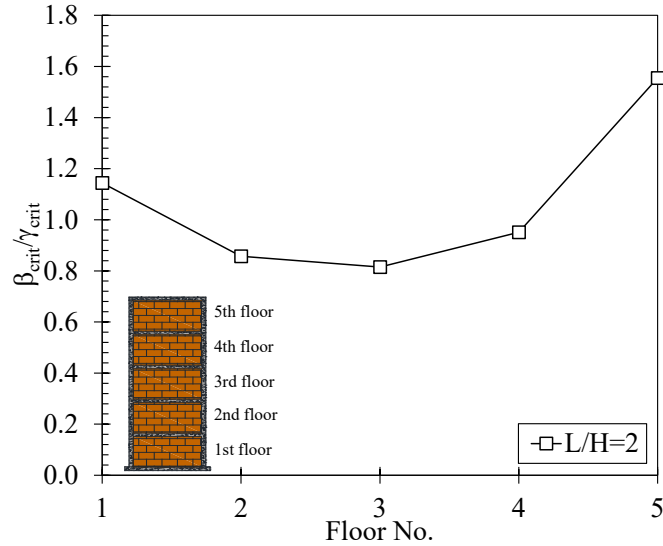 1.8
1.6
1.4
1.2
1.0
0.8
0.6
0.4
0.2
0.0
βcrit/γcrit
5th floor
4th floor
3rd floor
2nd floor
1st floor
L/H=2
1 2 3 4 5
Floor No.